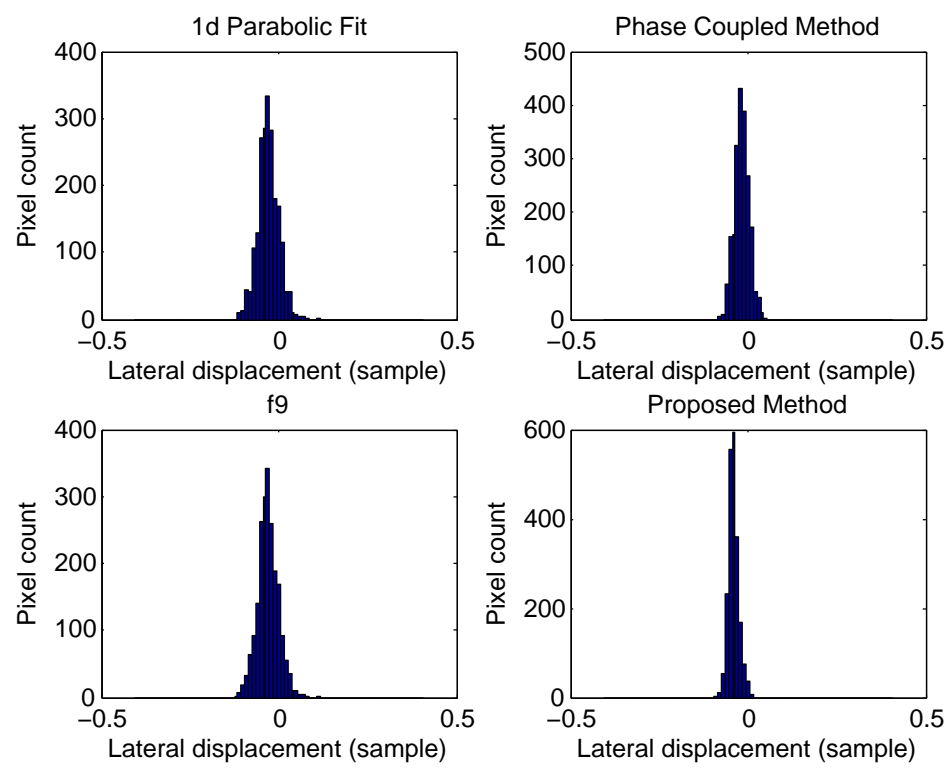 1d Parabolic Fit
400
300
200
100
0
Pixel count
−0.5 0 0.5
Lateral displacement (sample)
Phase Coupled Method
500
400
300
200
100
0
Pixel count
−0.5 0 0.5
Lateral displacement (sample)
f9
400
300
200
100
0
Pixel count
−0.5 0 0.5
Lateral displacement (sample)
Proposed Method
600
400
200
0
Pixel count
−0.5 0 0.5
Lateral displacement (sample)